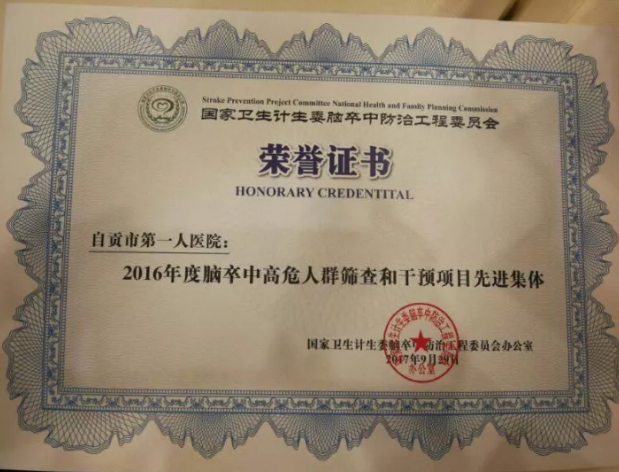 Stroke Prevention Project Committee National Health and Family Planning Commission
国家卫生计生委脑卒中防治工程委员会
荣誉证书
HONORARY CREDENTITAL
自贡市第一人医院：
2016年度脑卒中高危人群筛查和干预项目先进集体
国家卫生计生委脑卒中防治工程委员会办公室
2017年9月29日
办公室